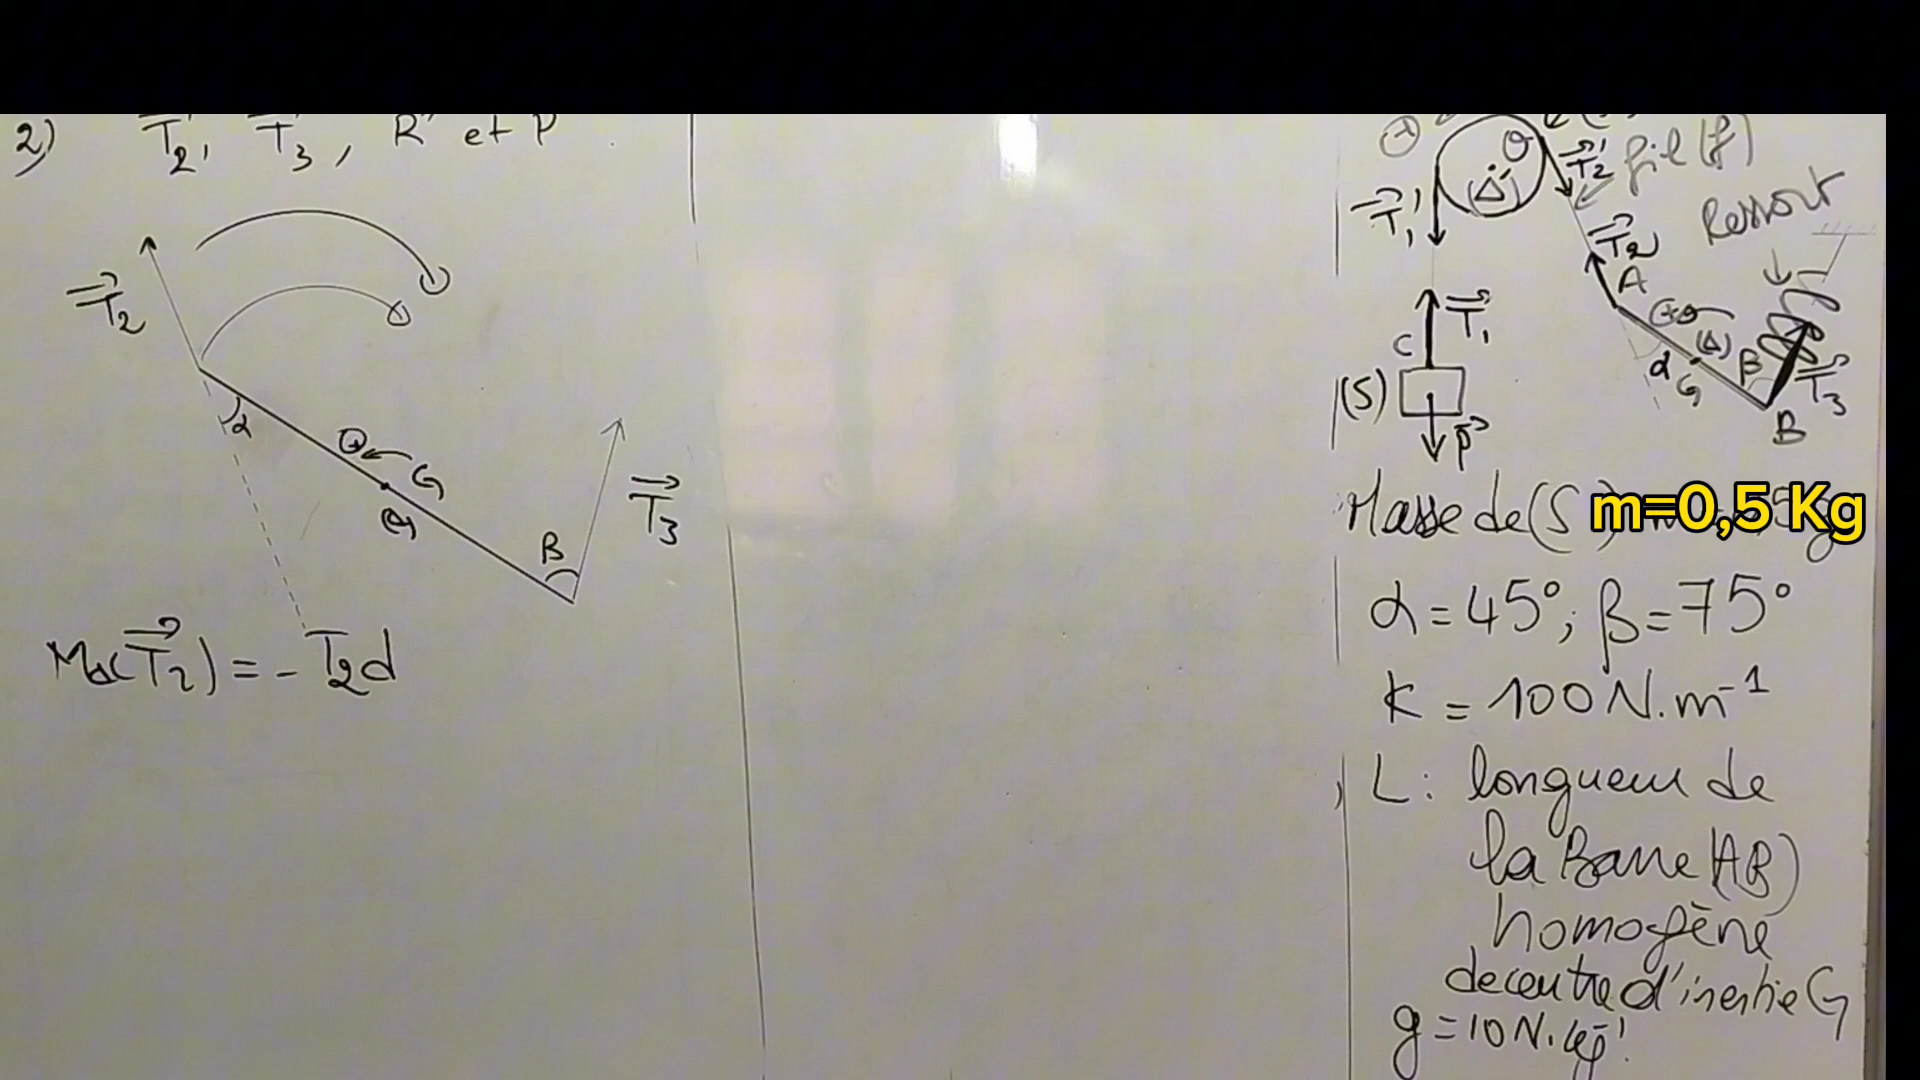 2) T₂, T₃, R et P
T₂
α
+
G
B
T₃
M_Δ(T₂) = - T₂d
+
O
(Δ')
T'₁
T'₂
fil (f)
Ressort
T₂
A
+
(Δ)
α
G
β
T₃
B
C
T₁
(S)
P
Masse de (S) m=0,5 Kg
α = 45°; β = 75°
K = 100 N.m⁻¹
L : longueur de
la Barre (AB)
homogène
de centre d'inertie G
g = 10 N.kg⁻¹.